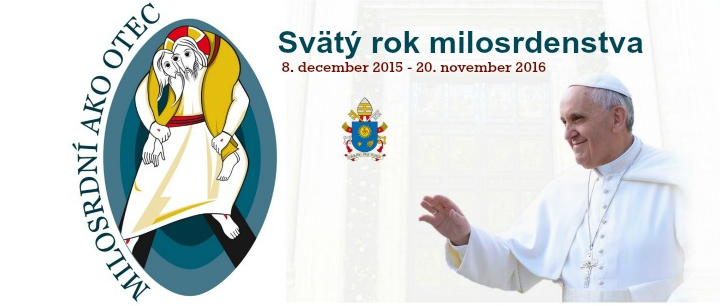 MILOSRDNÍ AKO OTEC
Svätý rok milosrdenstva
8. december 2015 - 20. november 2016